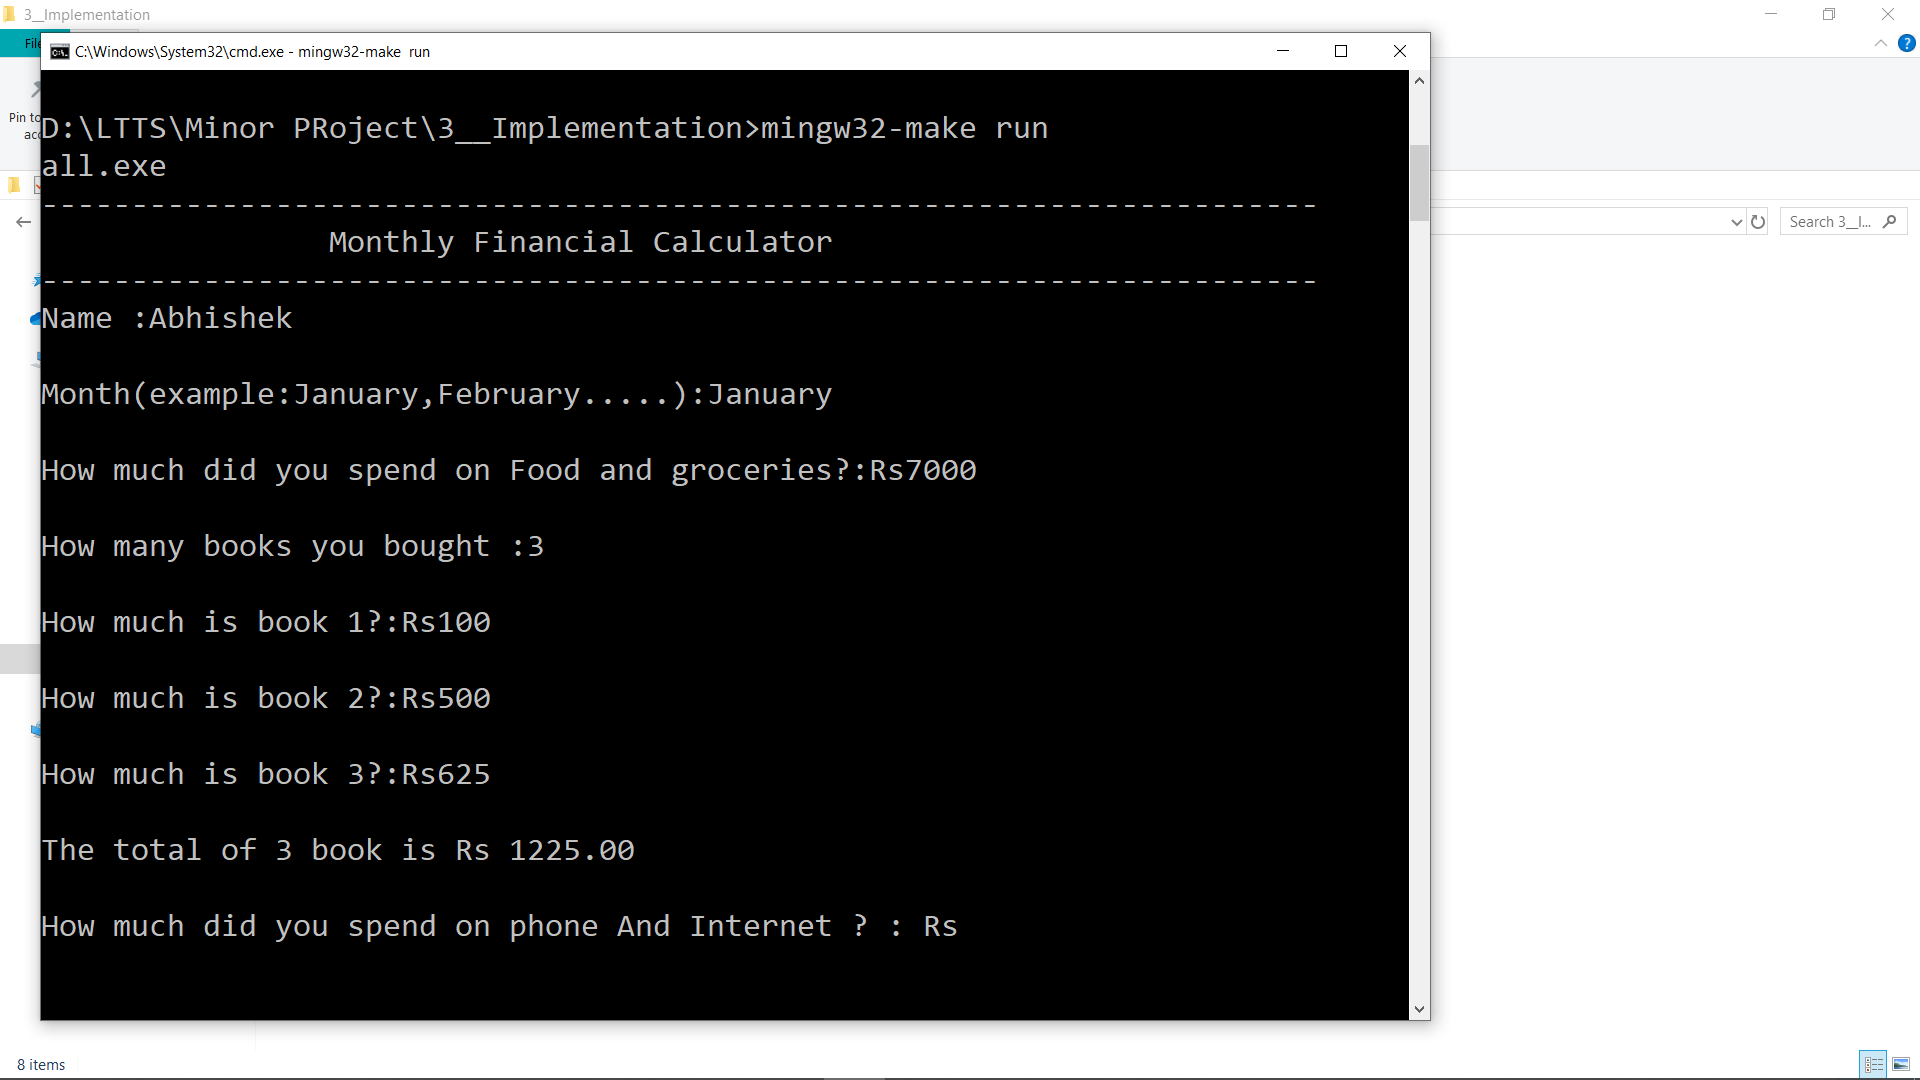 3__Implementation
File
C:\Windows\System32\cmd.exe - mingw32-make  run
Pin to
D:\LTTS\Minor PRoject\3__Implementation>mingw32-make run
all.exe
-----------------------------------------------------------------------
Monthly Financial Calculator
-----------------------------------------------------------------------
Name :Abhishek
Month(example:January,February.....):January
How much did you spend on Food and groceries?:Rs7000
How many books you bought :3
How much is book 1?:Rs100
How much is book 2?:Rs500
How much is book 3?:Rs625
The total of 3 book is Rs 1225.00
How much did you spend on phone And Internet ? : Rs
Search 3__I...
8 items